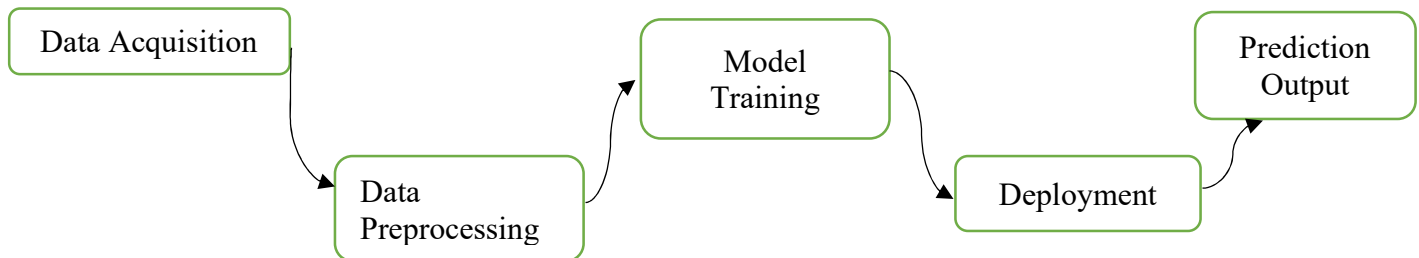 Data Acquisition
Data
Preprocessing
Model
Training
Deployment
Prediction
Output